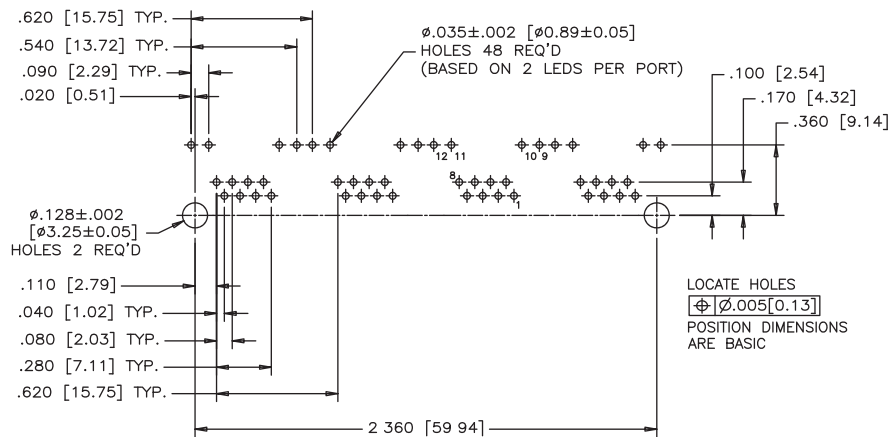 .620 [15.75] TYP.
.540 [13.72] TYP.
.090 [2.29] TYP.
.020 [0.51]
ø.035±.002 [ø0.89±0.05]
HOLES 48 REQ'D
(BASED ON 2 LEDS PER PORT)
.100 [2.54]
.170 [4.32]
.360 [9.14]
12 11
10 9
8
1
ø.128±.002
[ø3.25±0.05]
HOLES 2 REQ'D
.110 [2.79]
.040 [1.02] TYP.
.080 [2.03] TYP.
.280 [7.11] TYP.
.620 [15.75] TYP.
LOCATE HOLES
⌖ Ø.005[0.13]
POSITION DIMENSIONS
ARE BASIC
2 360 [59 94]